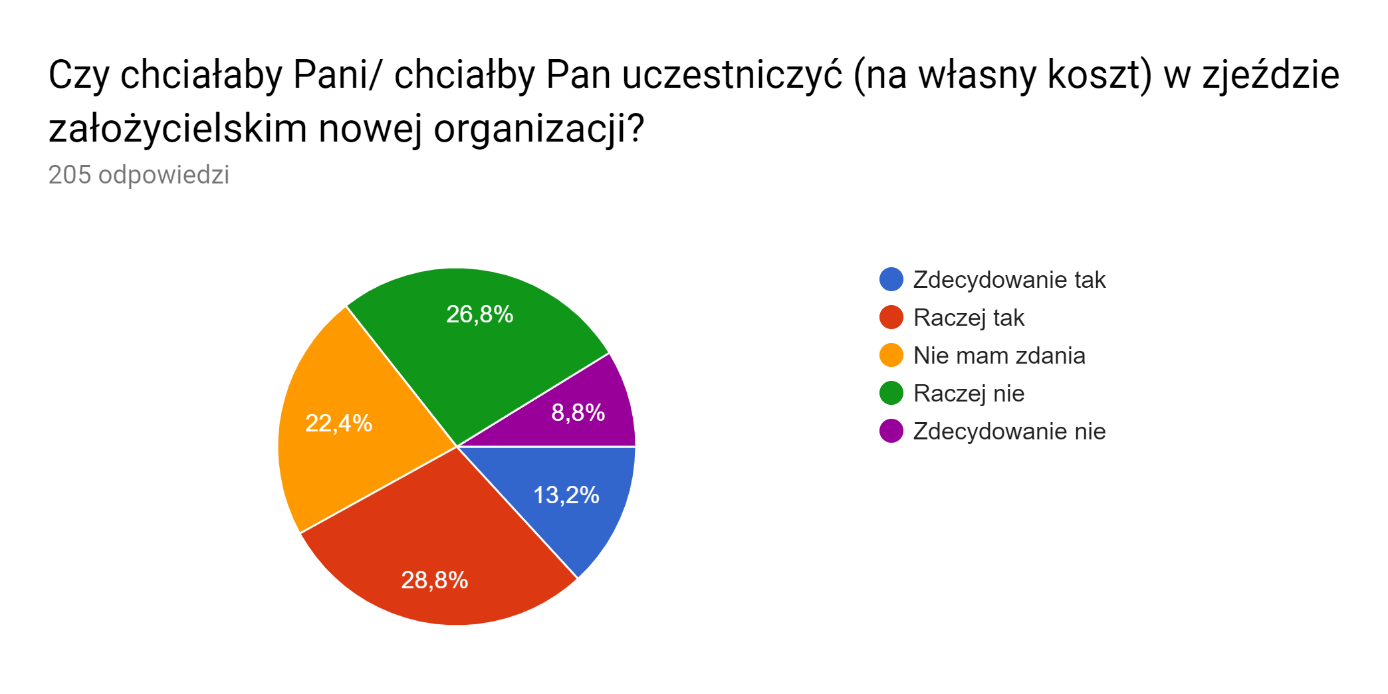 Czy chciałaby Pani/ chciałby Pan uczestniczyć (na własny koszt) w zjeździe
założycielskim nowej organizacji?
205 odpowiedzi
26,8%
8,8%
22,4%
13,2%
28,8%
Zdecydowanie tak
Raczej tak
Nie mam zdania
Raczej nie
Zdecydowanie nie